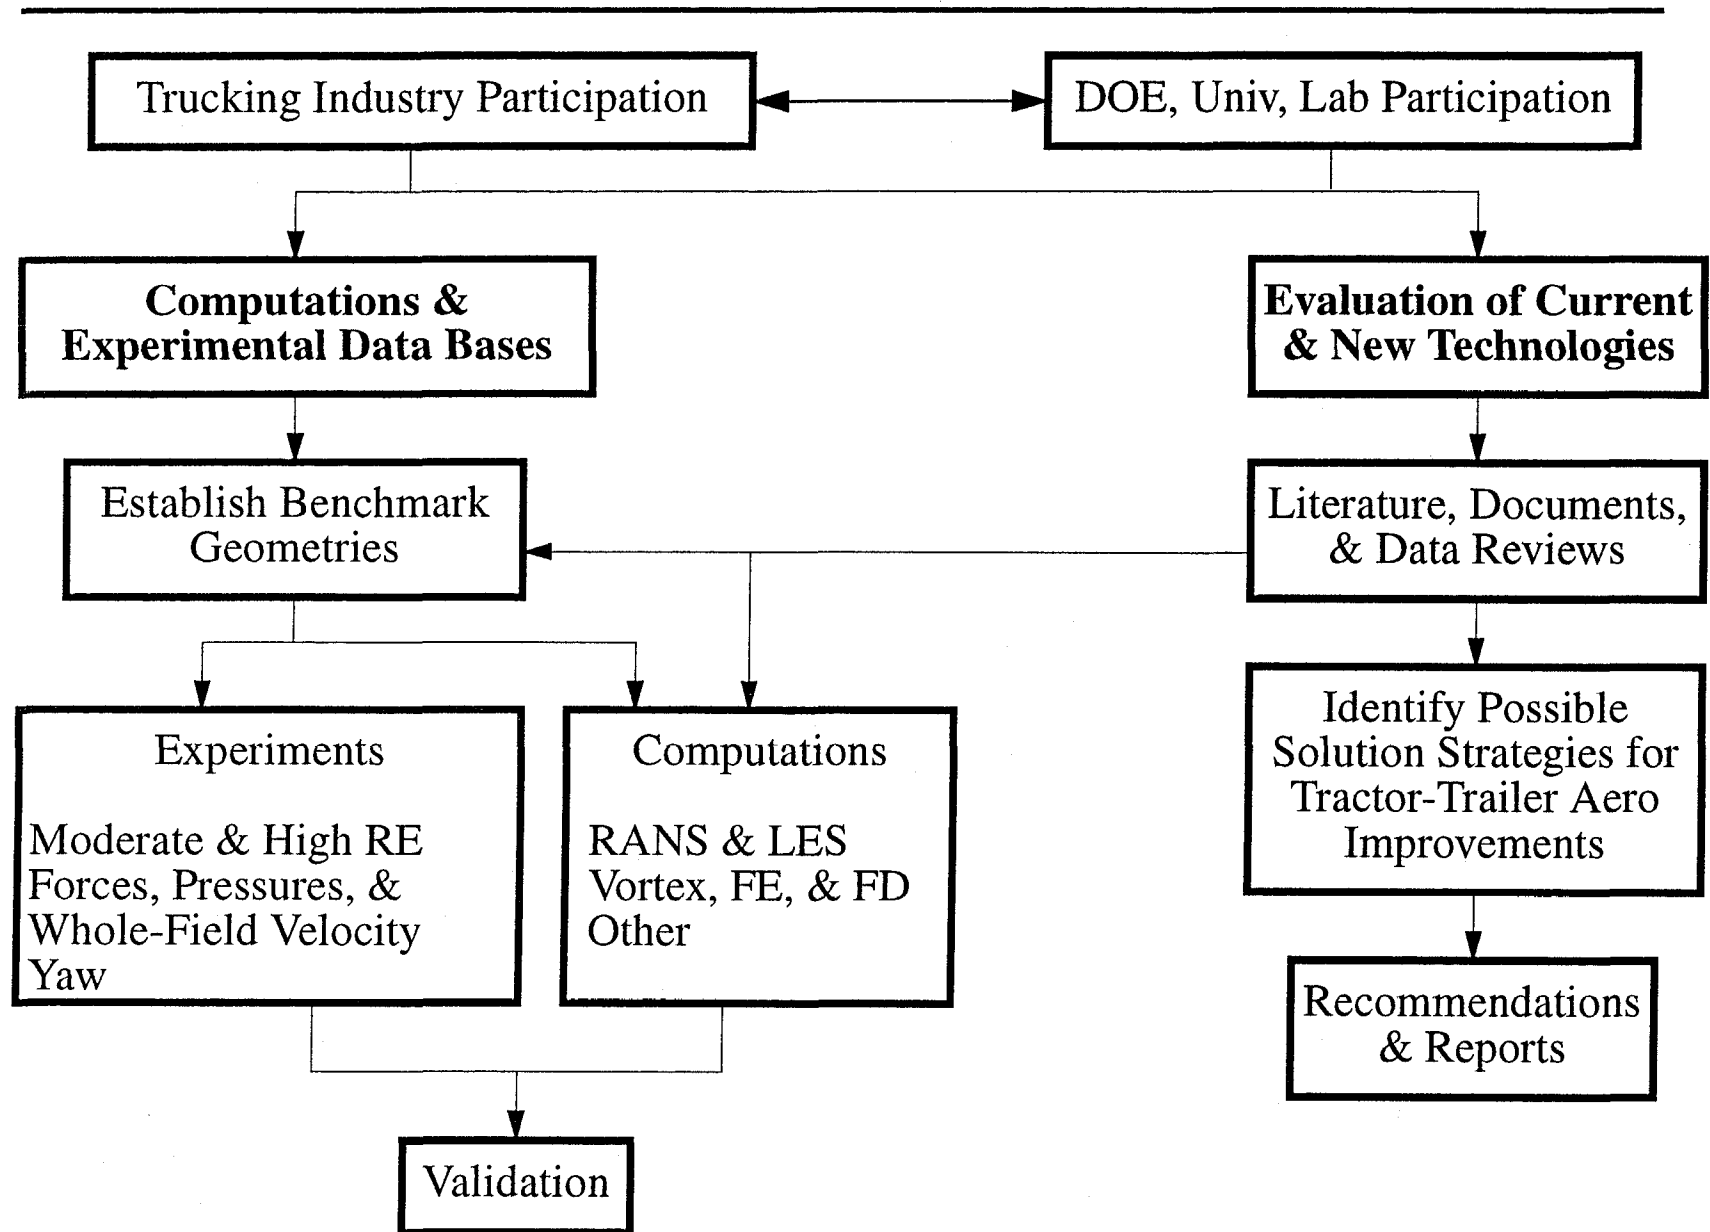 Trucking Industry Participation
DOE, Univ, Lab Participation
Computations &
Experimental Data Bases
Evaluation of Current
& New Technologies
Establish Benchmark
Geometries
Literature, Documents,
& Data Reviews
Experiments
Moderate & High RE
Forces, Pressures, &
Whole-Field Velocity
Yaw
Computations
RANS & LES
Vortex, FE, & FD
Other
Identify Possible
Solution Strategies for
Tractor-Trailer Aero
Improvements
Recommendations
& Reports
Validation